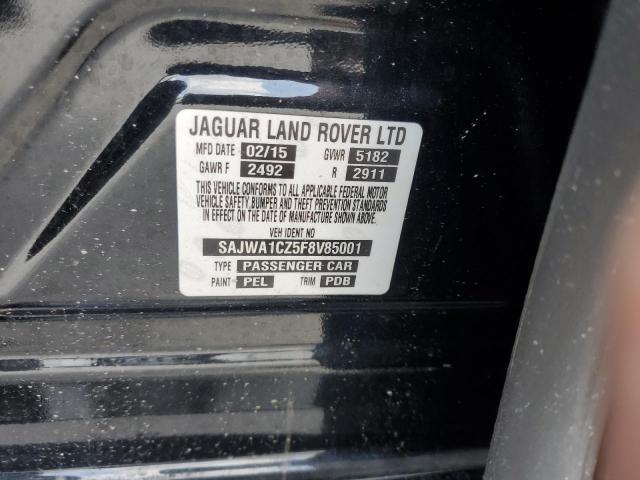 JAGUAR LAND ROVER LTD
MFD DATE 02/15 GVWR 5182
GAWR F 2492 R 2911
THIS VEHICLE CONFORMS TO ALL APPLICABLE FEDERAL MOTOR
VEHICLE SAFETY,BUMPER AND THEFT PREVENTION STANDARDS
IN EFFECT ON THE DATE OF MANUFACTURE SHOWN ABOVE.
VEH IDENT NO
SAJWA1CZ5F8V85001
TYPE PASSENGER CAR
PAINT PEL TRIM PDB